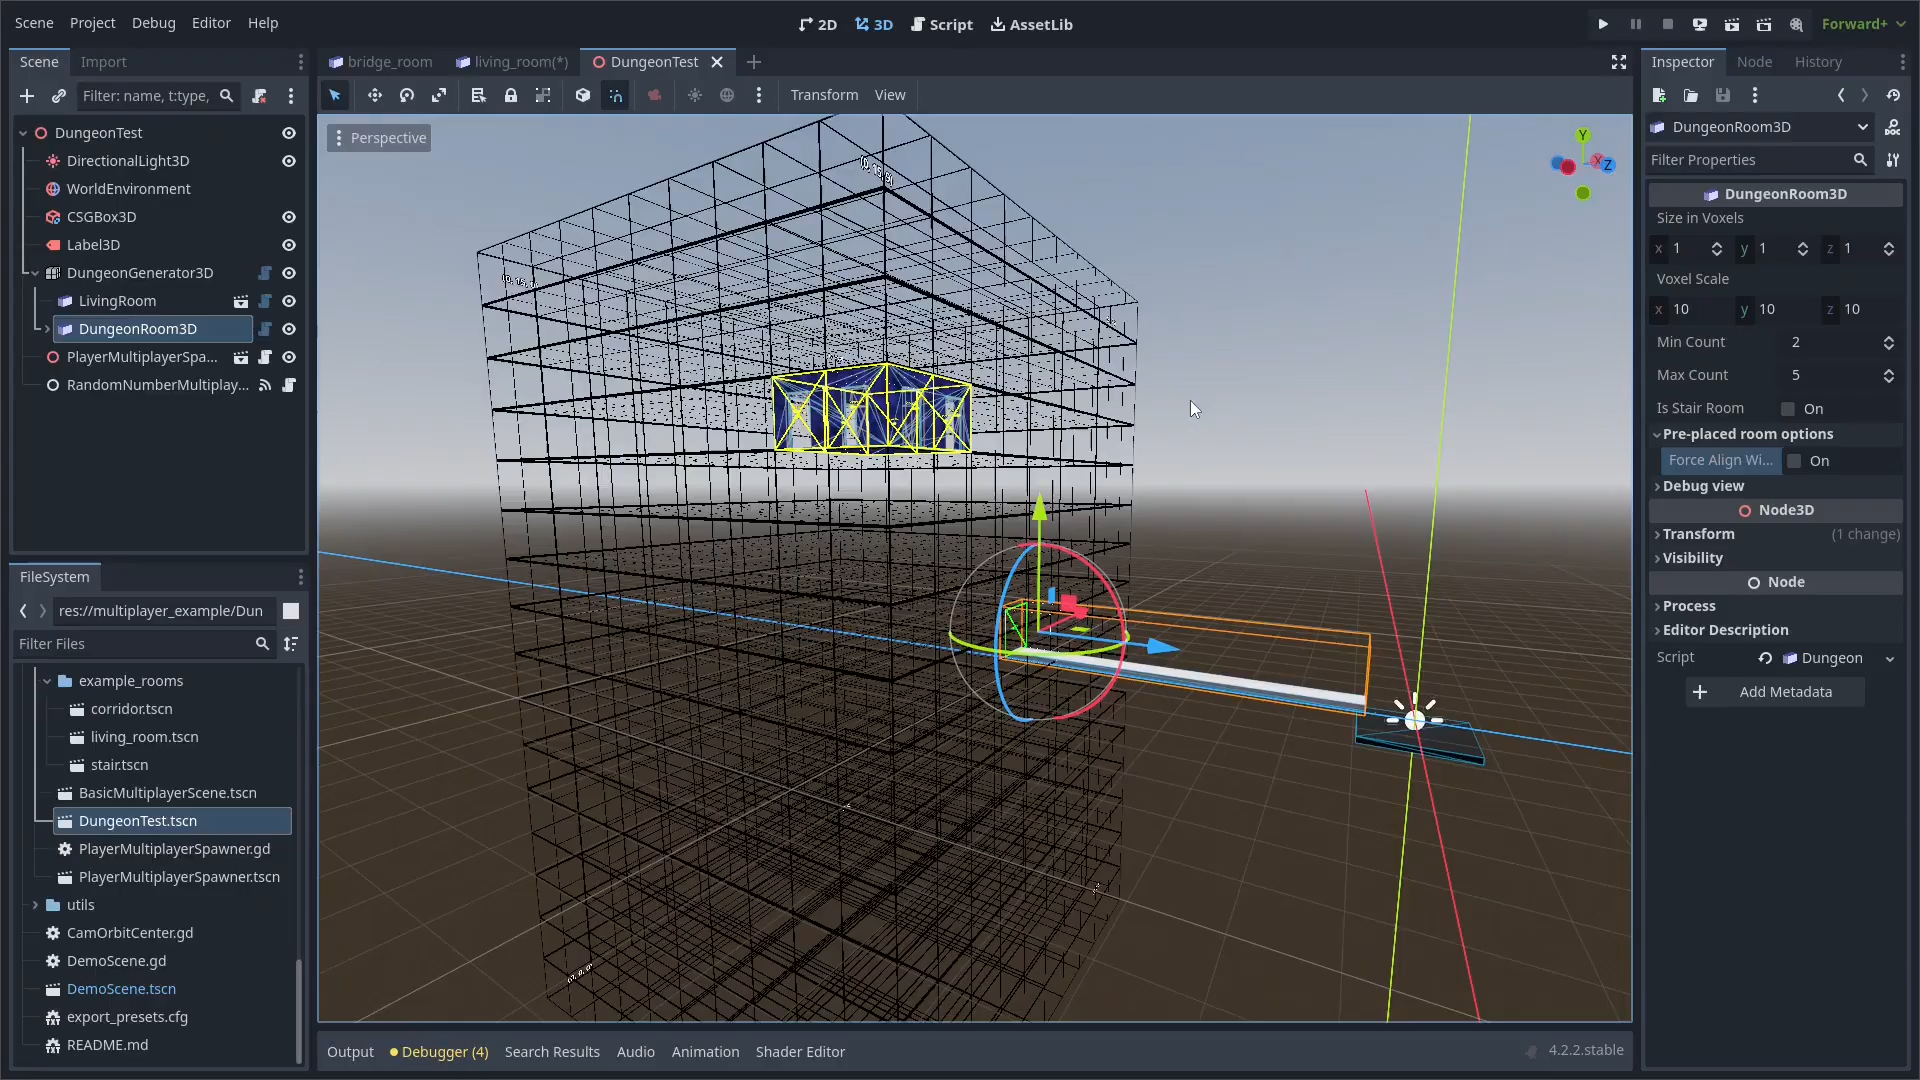 Scene Project Debug Editor Help
2D 3D Script AssetLib
Forward+
Scene Import
Filter: name, t:type,
DungeonTest
DirectionalLight3D
WorldEnvironment
CSGBox3D
Label3D
DungeonGenerator3D
LivingRoom
DungeonRoom3D
PlayerMultiplayerSpa...
RandomNumberMultiplay...
FileSystem
res://multiplayer_example/Dun
Filter Files
example_rooms
corridor.tscn
living_room.tscn
stair.tscn
BasicMultiplayerScene.tscn
DungeonTest.tscn
PlayerMultiplayerSpawner.gd
PlayerMultiplayerSpawner.tscn
utils
CamOrbitCenter.gd
DemoScene.gd
DemoScene.tscn
export_presets.cfg
README.md
bridge_room living_room(*) DungeonTest
Transform View
Perspective
Y
X Z
Output Debugger (4) Search Results Audio Animation Shader Editor
4.2.2.stable
Inspector Node History
DungeonRoom3D
Filter Properties
DungeonRoom3D
Size in Voxels
x 1 y 1 z 1
Voxel Scale
x 10 y 10 z 10
Min Count 2
Max Count 5
Is Stair Room On
Pre-placed room options
Force Align Wi... On
Debug view
Node3D
Transform (1 change)
Visibility
Node
Process
Editor Description
Script Dungeon
Add Metadata